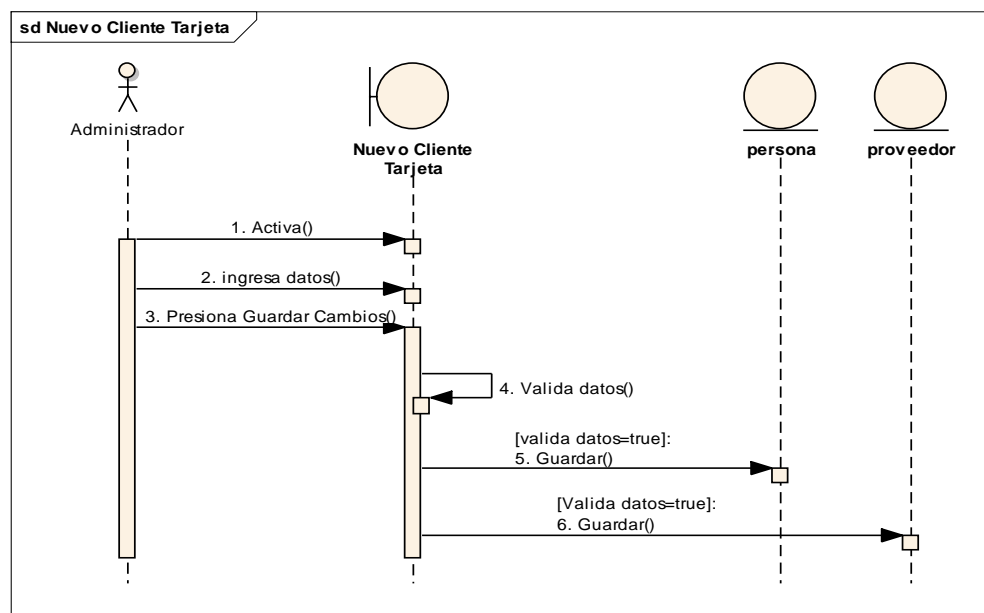 sd Nuevo Cliente Tarjeta
Administrador
Nuevo Cliente
Tarjeta
persona
proveedor
1. Activa()
2. ingresa datos()
3. Presiona Guardar Cambios()
4. Valida datos()
[valida datos=true]:
5. Guardar()
[Valida datos=true]:
6. Guardar()